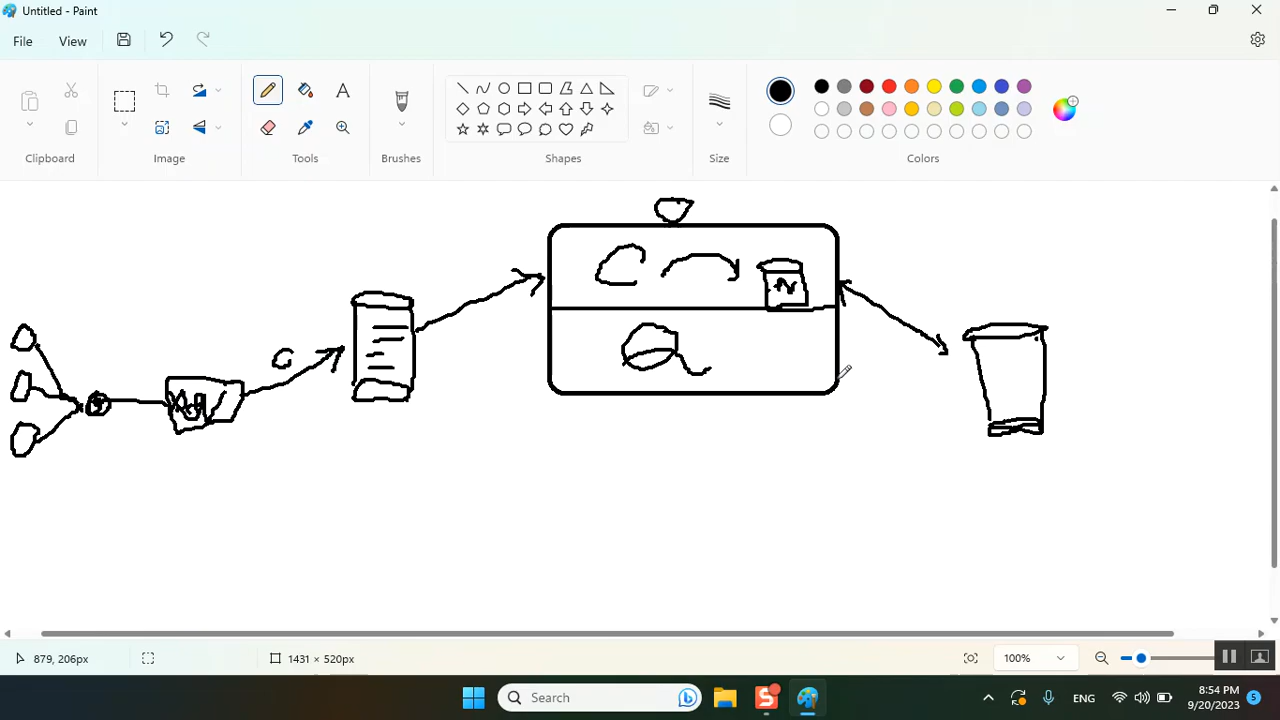 Untitled - Paint
File
View
Clipboard
Image
Tools
Brushes
Shapes
Size
Colors
A
C
N
C
Q
879, 206px
1431 × 520px
100%
Search
ENG
8:54 PM
9/20/2023
5